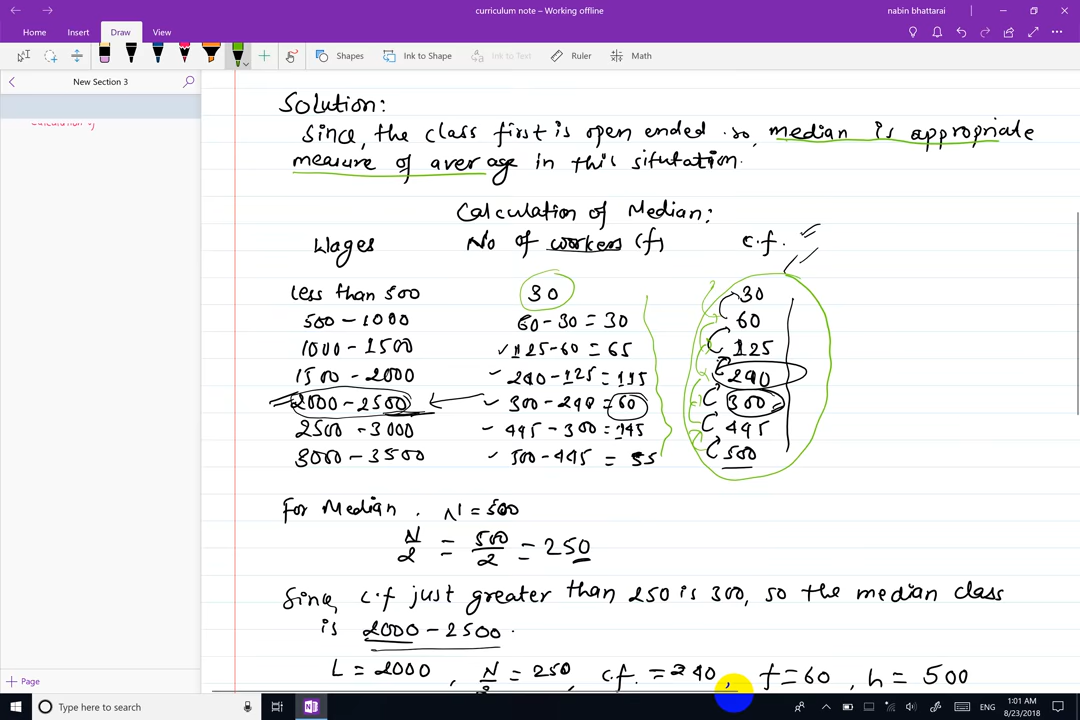 curriculum note – Working offline
nabin bhattarai
Home Insert Draw View
Shapes Ink to Shape Ink to Text Ruler Math
New Section 3
Solution:
Since, the class first is open ended so, median is appropriate
measure of average in this situtation.
Calculation of Median:
Wages No of workers (f) c.f.
less than 500 30 30
500 - 1000 60-30 = 30 60
1000 - 1500 125-60 = 65 125
1500 - 2000 240-125 = 115 240
2000 - 2500 300-240 = 60 300
2500 - 3000 445-300 = 145 445
3000 - 3500 500-445 = 55 500
For Median. N = 500
N/2 = 500/2 = 250
Since, c.f just greater than 250 is 300, so the median class
is 2000 - 2500.
L = 2000, N/2 = 250, c.f. = 240, f = 60, h = 500
+ Page
Type here to search
ENG
1:01 AM
8/23/2018